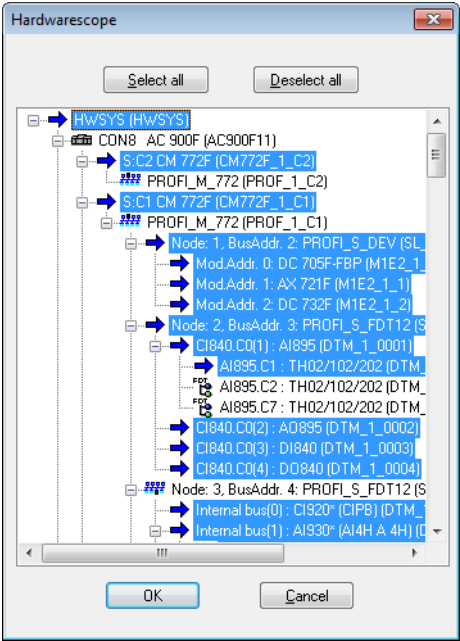 Hardwarescope
Select all Deselect all
HWSYS (HWSYS)
CON8 AC 900F (AC900F11)
S:C2 CM 772F (CM772F_1_C2)
PROFI_M_772 (PROF_1_C2)
S:C1 CM 772F (CM772F_1_C1)
PROFI_M_772 (PROF_1_C1)
Node: 1, BusAddr. 2: PROFI_S_DEV (SL_
Mod.Addr. 0: DC 705F-FBP (M1E2_1_
Mod.Addr. 1: AX 721F (M1E2_1_1)
Mod.Addr. 2: DC 732F (M1E2_1_2)
Node: 2, BusAddr. 3: PROFI_S_FDT12 (S
CI840.C0(1) : AI895 (DTM_1_0001)
AI895.C1 : TH02/102/202 (DTM_
FDT AI895.C2 : TH02/102/202 (DTM_
FDT AI895.C7 : TH02/102/202 (DTM_
CI840.C0(2) : AO895 (DTM_1_0002)
CI840.C0(3) : DI840 (DTM_1_0003)
CI840.C0(4) : DO840 (DTM_1_0004)
Node: 3, BusAddr. 4: PROFI_S_FDT12 (S
Internal bus(0) : CI920* (CIPB) (DTM_
Internal bus(1) : AI930* (AI4H A 4H) (D
OK Cancel